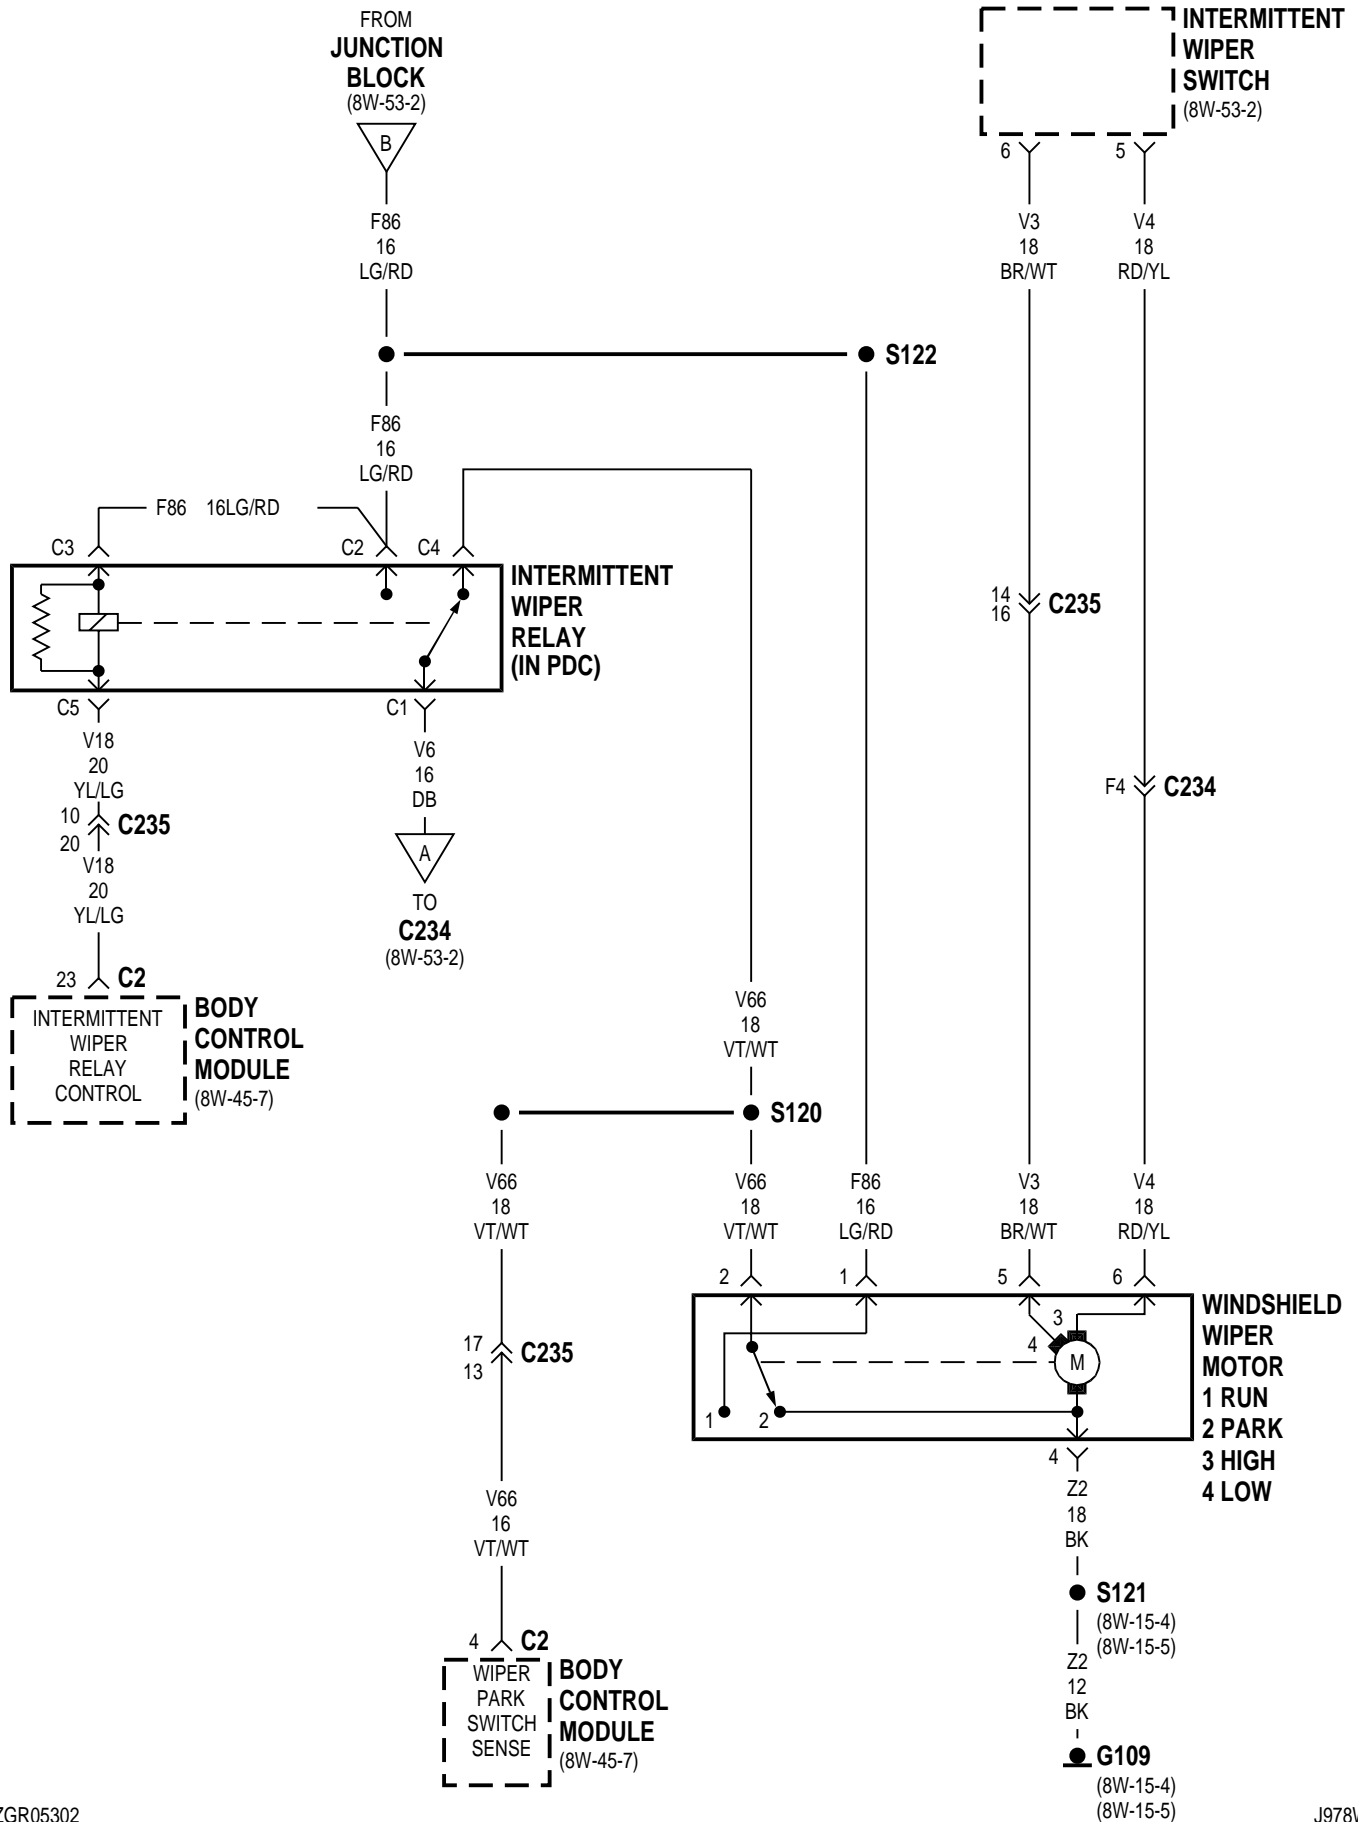 FROM
JUNCTION
BLOCK
(8W-53-2)
B
F86
16
LG/RD
S122
F86
16
LG/RD
F86 16LG/RD
C3
C2
C4
INTERMITTENT
WIPER
RELAY
(IN PDC)
C5
C1
V18
20
YL/LG
10
20
C235
V18
20
YL/LG
23
C2
INTERMITTENT
WIPER
RELAY
CONTROL
BODY
CONTROL
MODULE
(8W-45-7)
V6
16
DB
A
TO
C234
(8W-53-2)
INTERMITTENT
WIPER
SWITCH
(8W-53-2)
6
5
V3
18
BR/WT
V4
18
RD/YL
14
16
C235
F4
C234
V66
18
VT/WT
S120
V66
18
VT/WT
V66
18
VT/WT
F86
16
LG/RD
V3
18
BR/WT
V4
18
RD/YL
2
1
5
6
3
4
M
1
2
4
WINDSHIELD
WIPER
MOTOR
1 RUN
2 PARK
3 HIGH
4 LOW
17
13
C235
V66
16
VT/WT
4
C2
WIPER
PARK
SWITCH
SENSE
BODY
CONTROL
MODULE
(8W-45-7)
Z2
18
BK
S121
(8W-15-4)
(8W-15-5)
Z2
12
BK
G109
(8W-15-4)
(8W-15-5)
ZGR05302
J978W